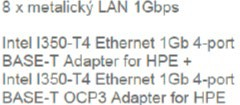 8 x metalický LAN 1Gbps
Intel I350-T4 Ethernet 1Gb 4-port
BASE-T Adapter for HPE +
Intel I350-T4 Ethernet 1Gb 4-port
BASE-T OCP3 Adapter for HPE